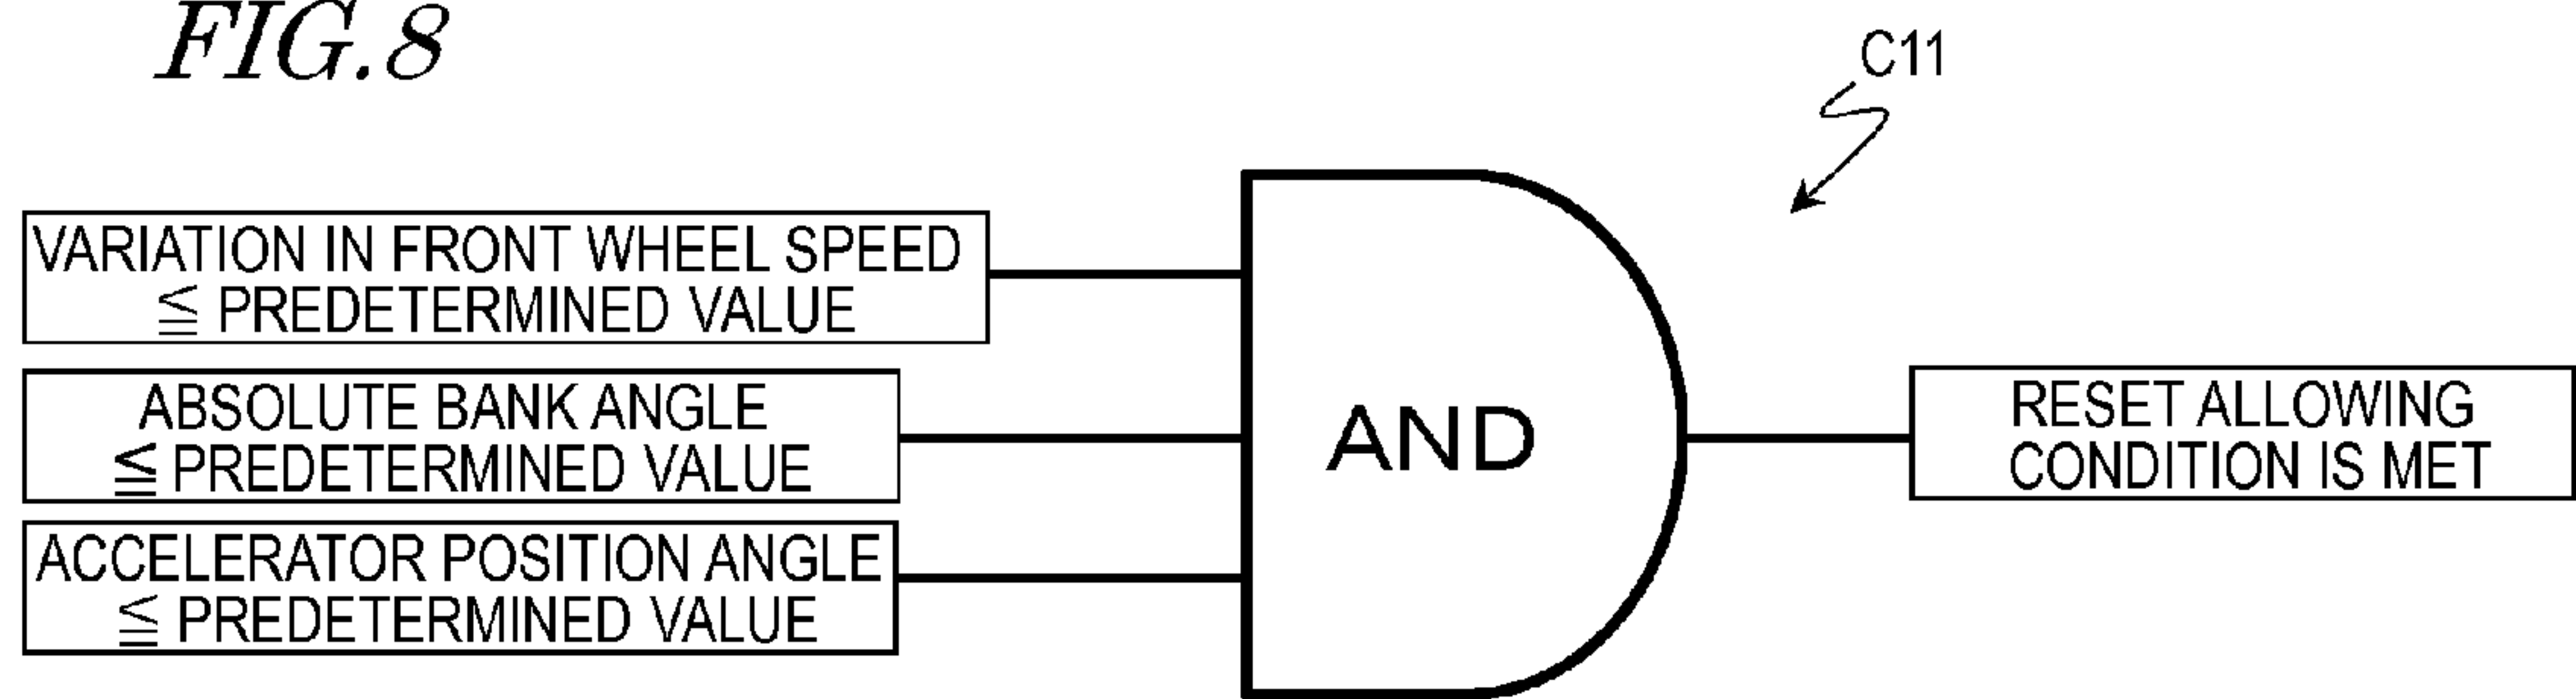 FIG.8
C11
VARIATION IN FRONT WHEEL SPEED
≦ PREDETERMINED VALUE
ABSOLUTE BANK ANGLE
≦ PREDETERMINED VALUE
ACCELERATOR POSITION ANGLE
≦ PREDETERMINED VALUE
AND
RESET ALLOWING
CONDITION IS MET